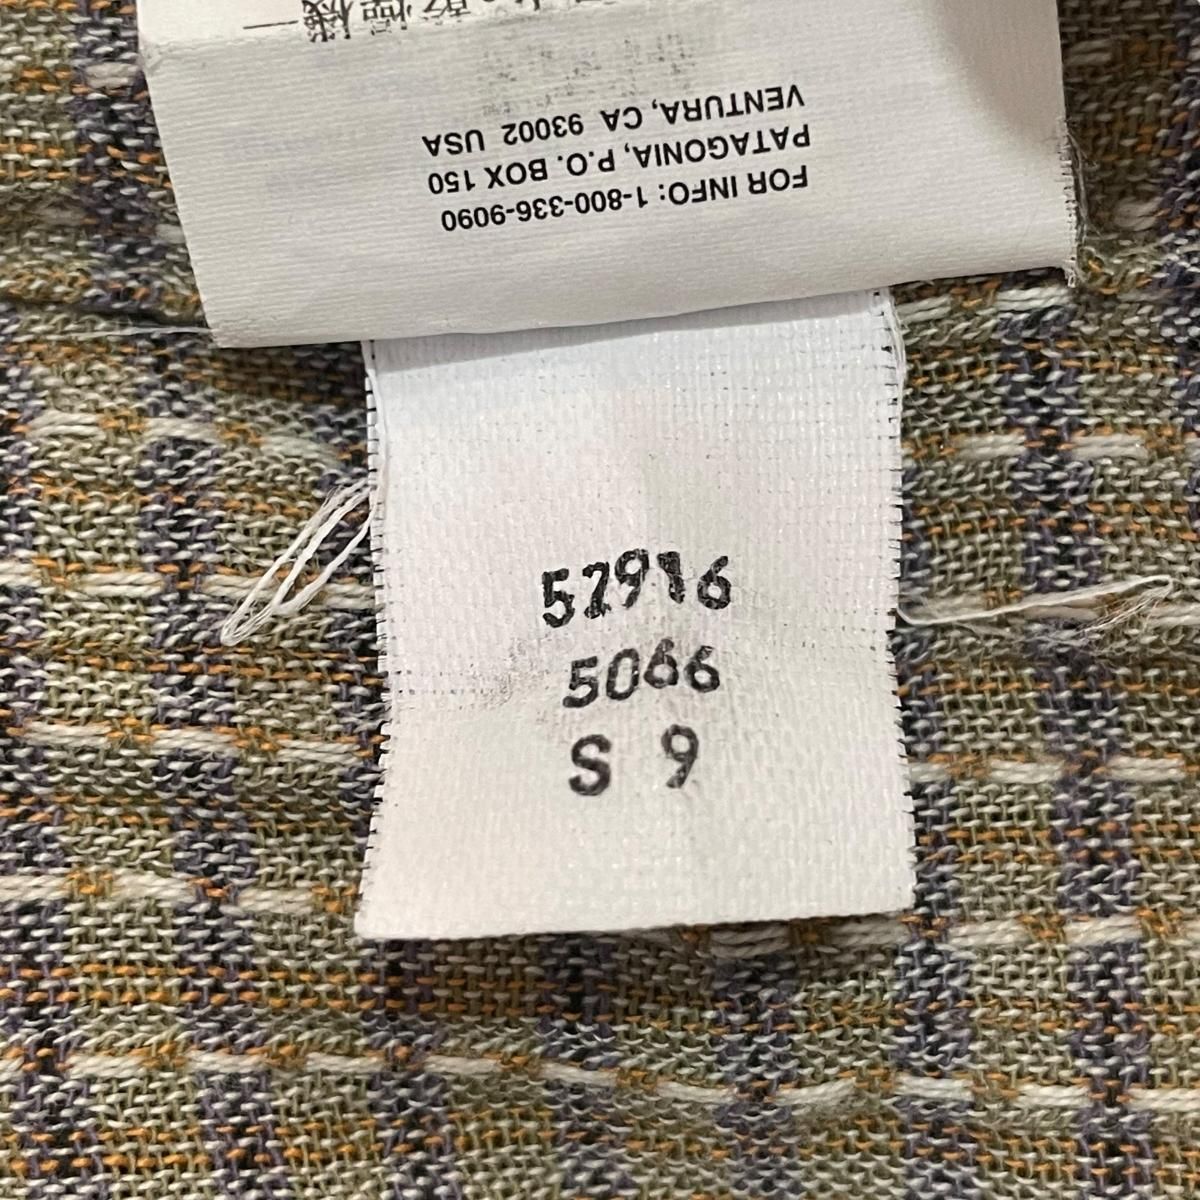 FOR INFO: 1-800-336-9090
PATAGONIA, P.O. BOX 150
VENTURA, CA 93002 USA
52916
5066
S 9